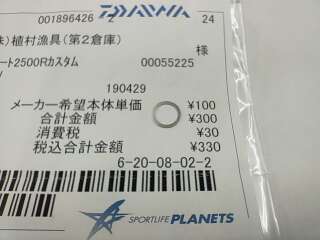 001896426 2 DAIWA 24
株)植村漁具(第2倉庫)
様
ート2500Rカスタム 00055225
190429
メーカー希望本体単価 ¥100
合計金額 ¥300
消費税 ¥30
税込合計金額 ¥330
6-20-08-02-2
SPORTLIFE PLANETS